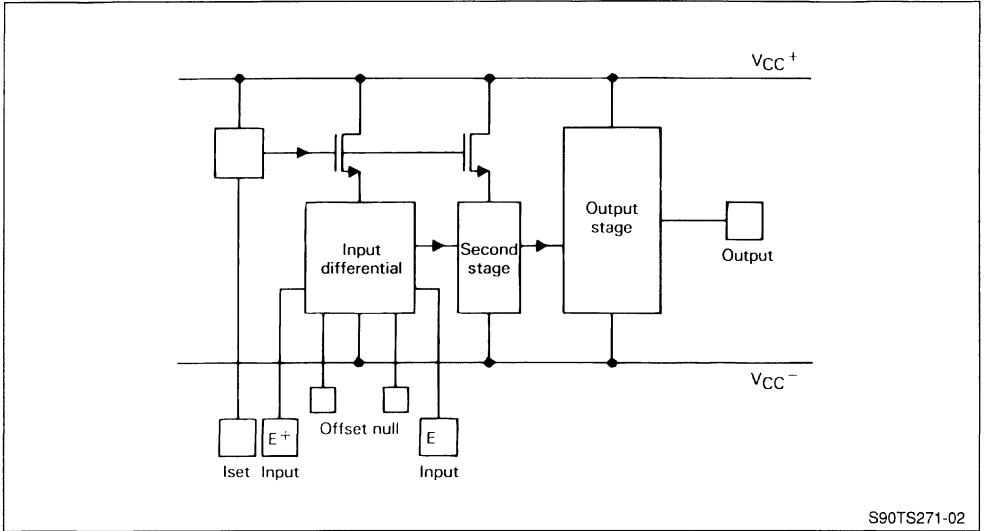 VCC+
Output
stage
Input
differential
Second
stage
Output
VCC−
Offset null
E+
E
Iset
Input
Input
S90TS271-02